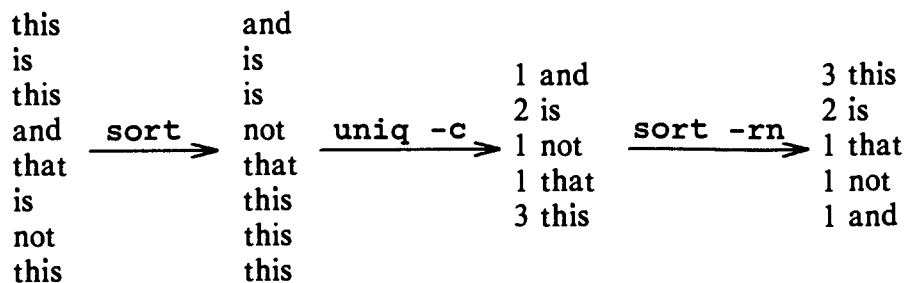 this
is
this
and
that
is
not
this
sort
and
is
is
not
that
this
this
this
uniq -c
1 and
2 is
1 not
1 that
3 this
sort -rn
3 this
2 is
1 that
1 not
1 and